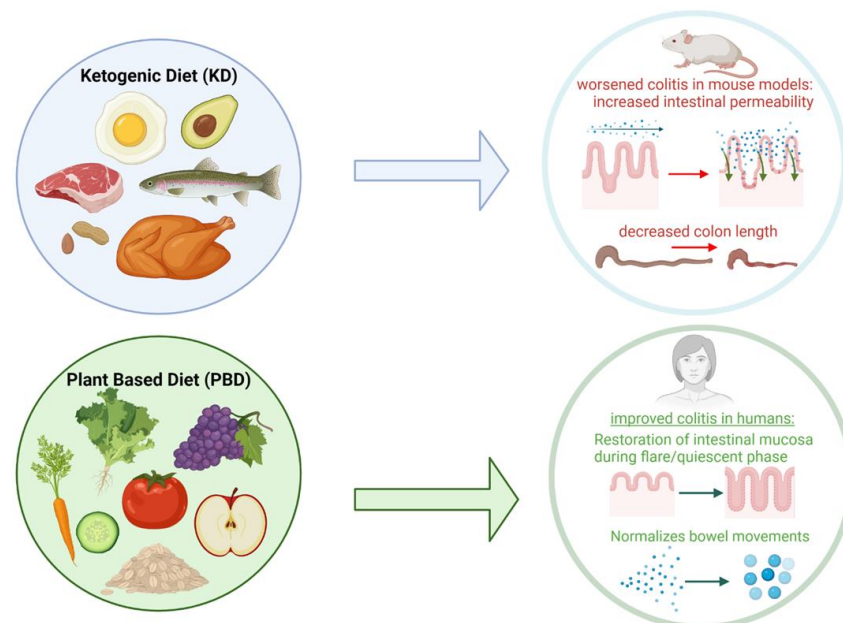 Ketogenic Diet (KD)
worsened colitis in mouse models:
increased intestinal permeability
decreased colon length
Plant Based Diet (PBD)
improved colitis in humans:
Restoration of intestinal mucosa
during flare/quiescent phase
Normalizes bowel movements